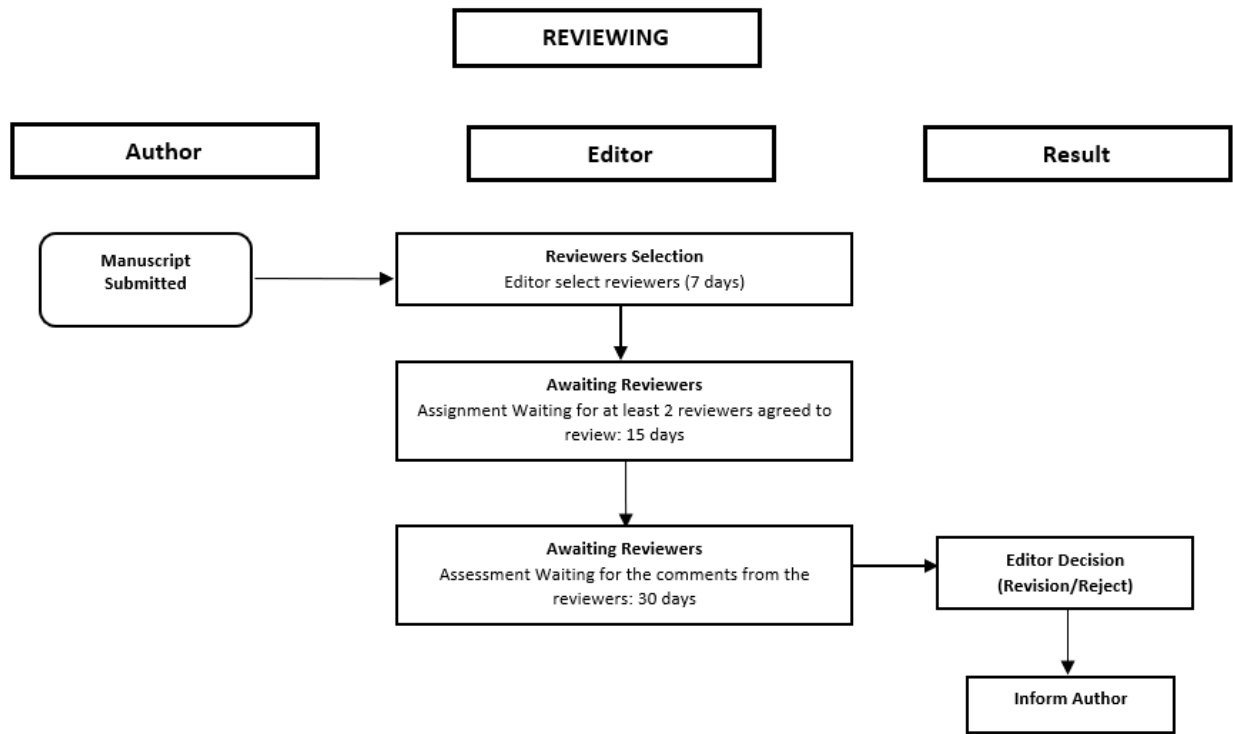 REVIEWING
Author
Editor
Result
Manuscript
Submitted
Reviewers Selection
Editor select reviewers (7 days)
Awaiting Reviewers
Assignment Waiting for at least 2 reviewers agreed to
review: 15 days
Awaiting Reviewers
Assessment Waiting for the comments from the
reviewers: 30 days
Editor Decision
(Revision/Reject)
Inform Author